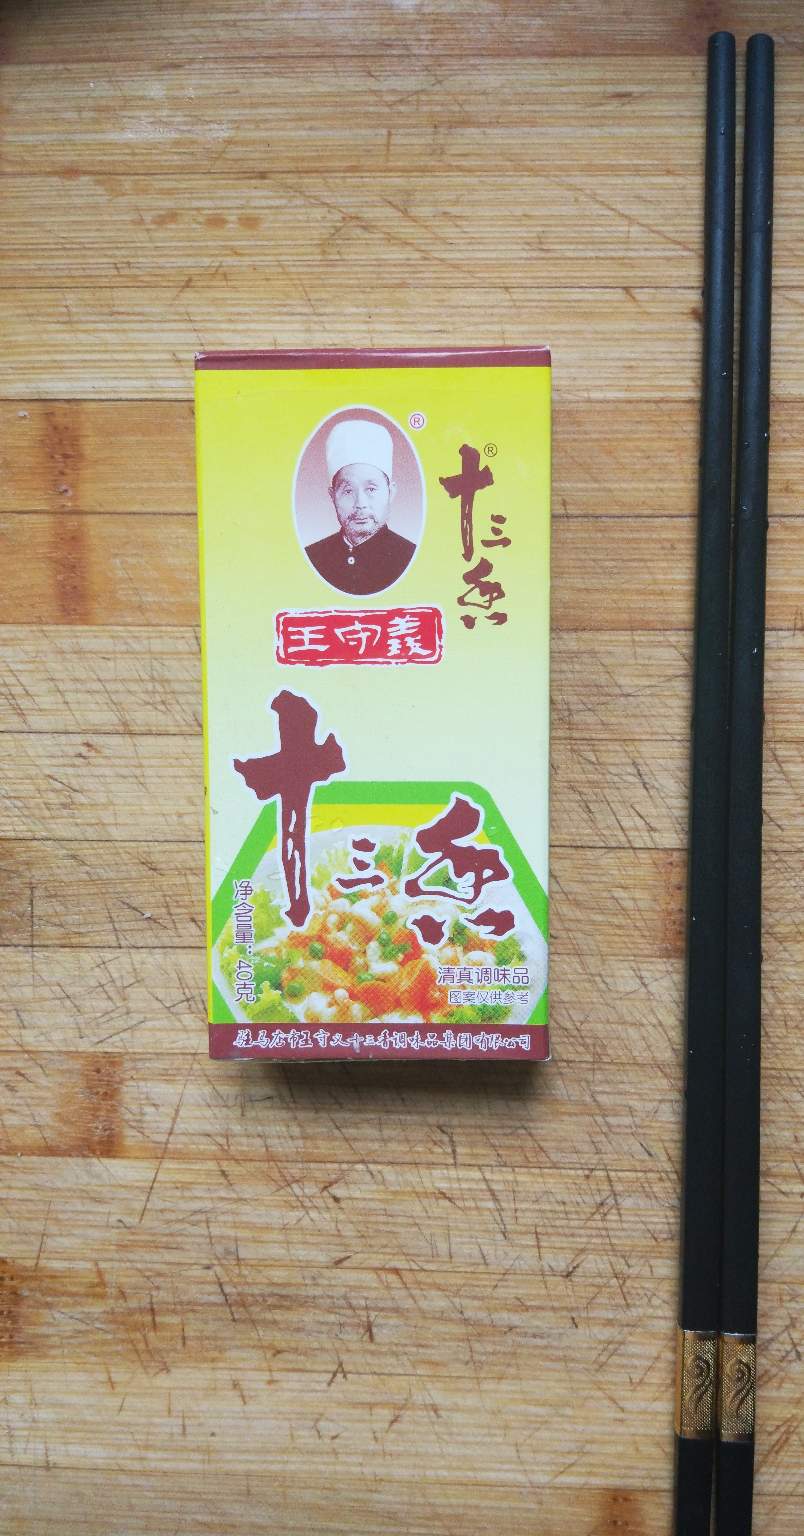 ®
十三香®
王守義
十三香
净含量：40克
清真调味品
图案仅供参考
驻马店市王守义十三香调味品集团有限公司